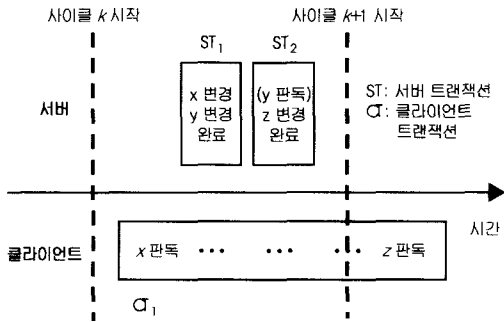 사이클 k 시작
사이클 k+1 시작
ST1
ST2
서버
x 변경
y 변경
완료
(y 판독)
z 변경
완료
ST: 서버 트랜잭션
CT: 클라이언트
트랜잭션
시간
클라이언트
x 판독 ··· ··· ··· z 판독
CT1